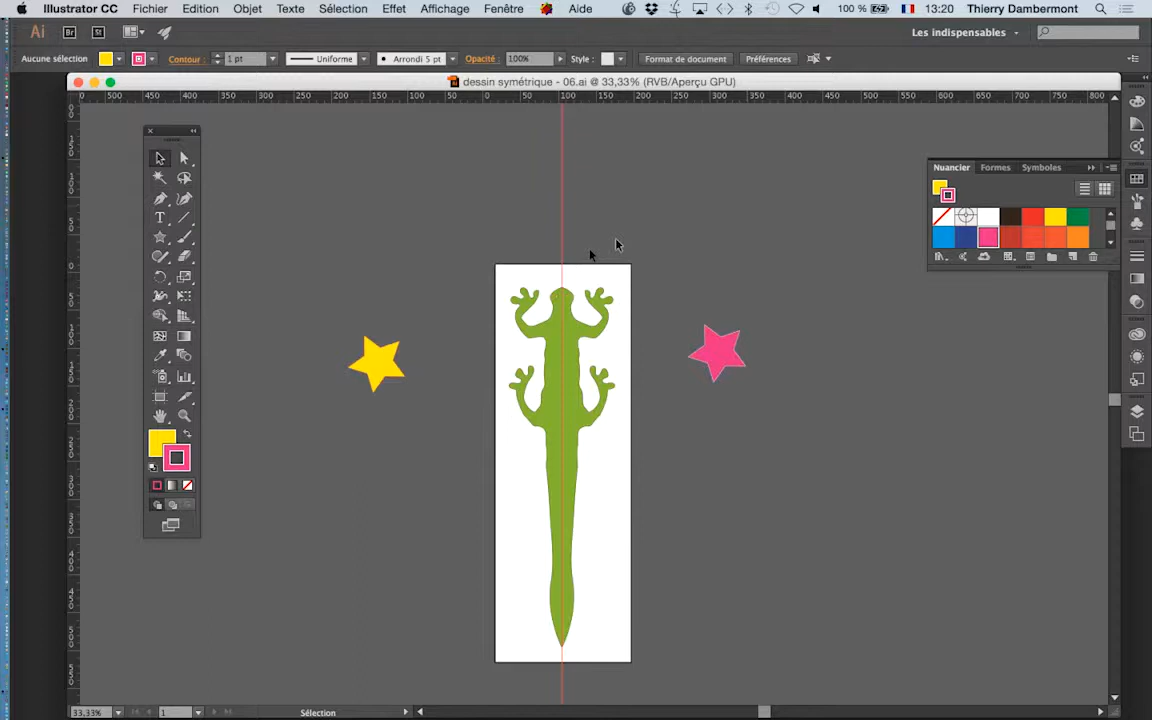 Illustrator CC Fichier Edition Objet Texte Sélection Effet Affichage Fenêtre Aide 100 % 13:20 Thierry Dambermont
Ai Br St Les indispensables
Aucune sélection Contour : 1 pt Uniforme Arrondi 5 pt Opacité : 100% Style : Format de document Préférences
dessin symétrique - 06.ai @ 33,33% (RVB/Aperçu GPU)
500 450 400 350 300 250 200 150 100 50 0 50 100 150 200 250 300 350 400 450 500 550 600 650 700 750 800
Nuancier Formes Symboles
T
33,33% 1 Sélection